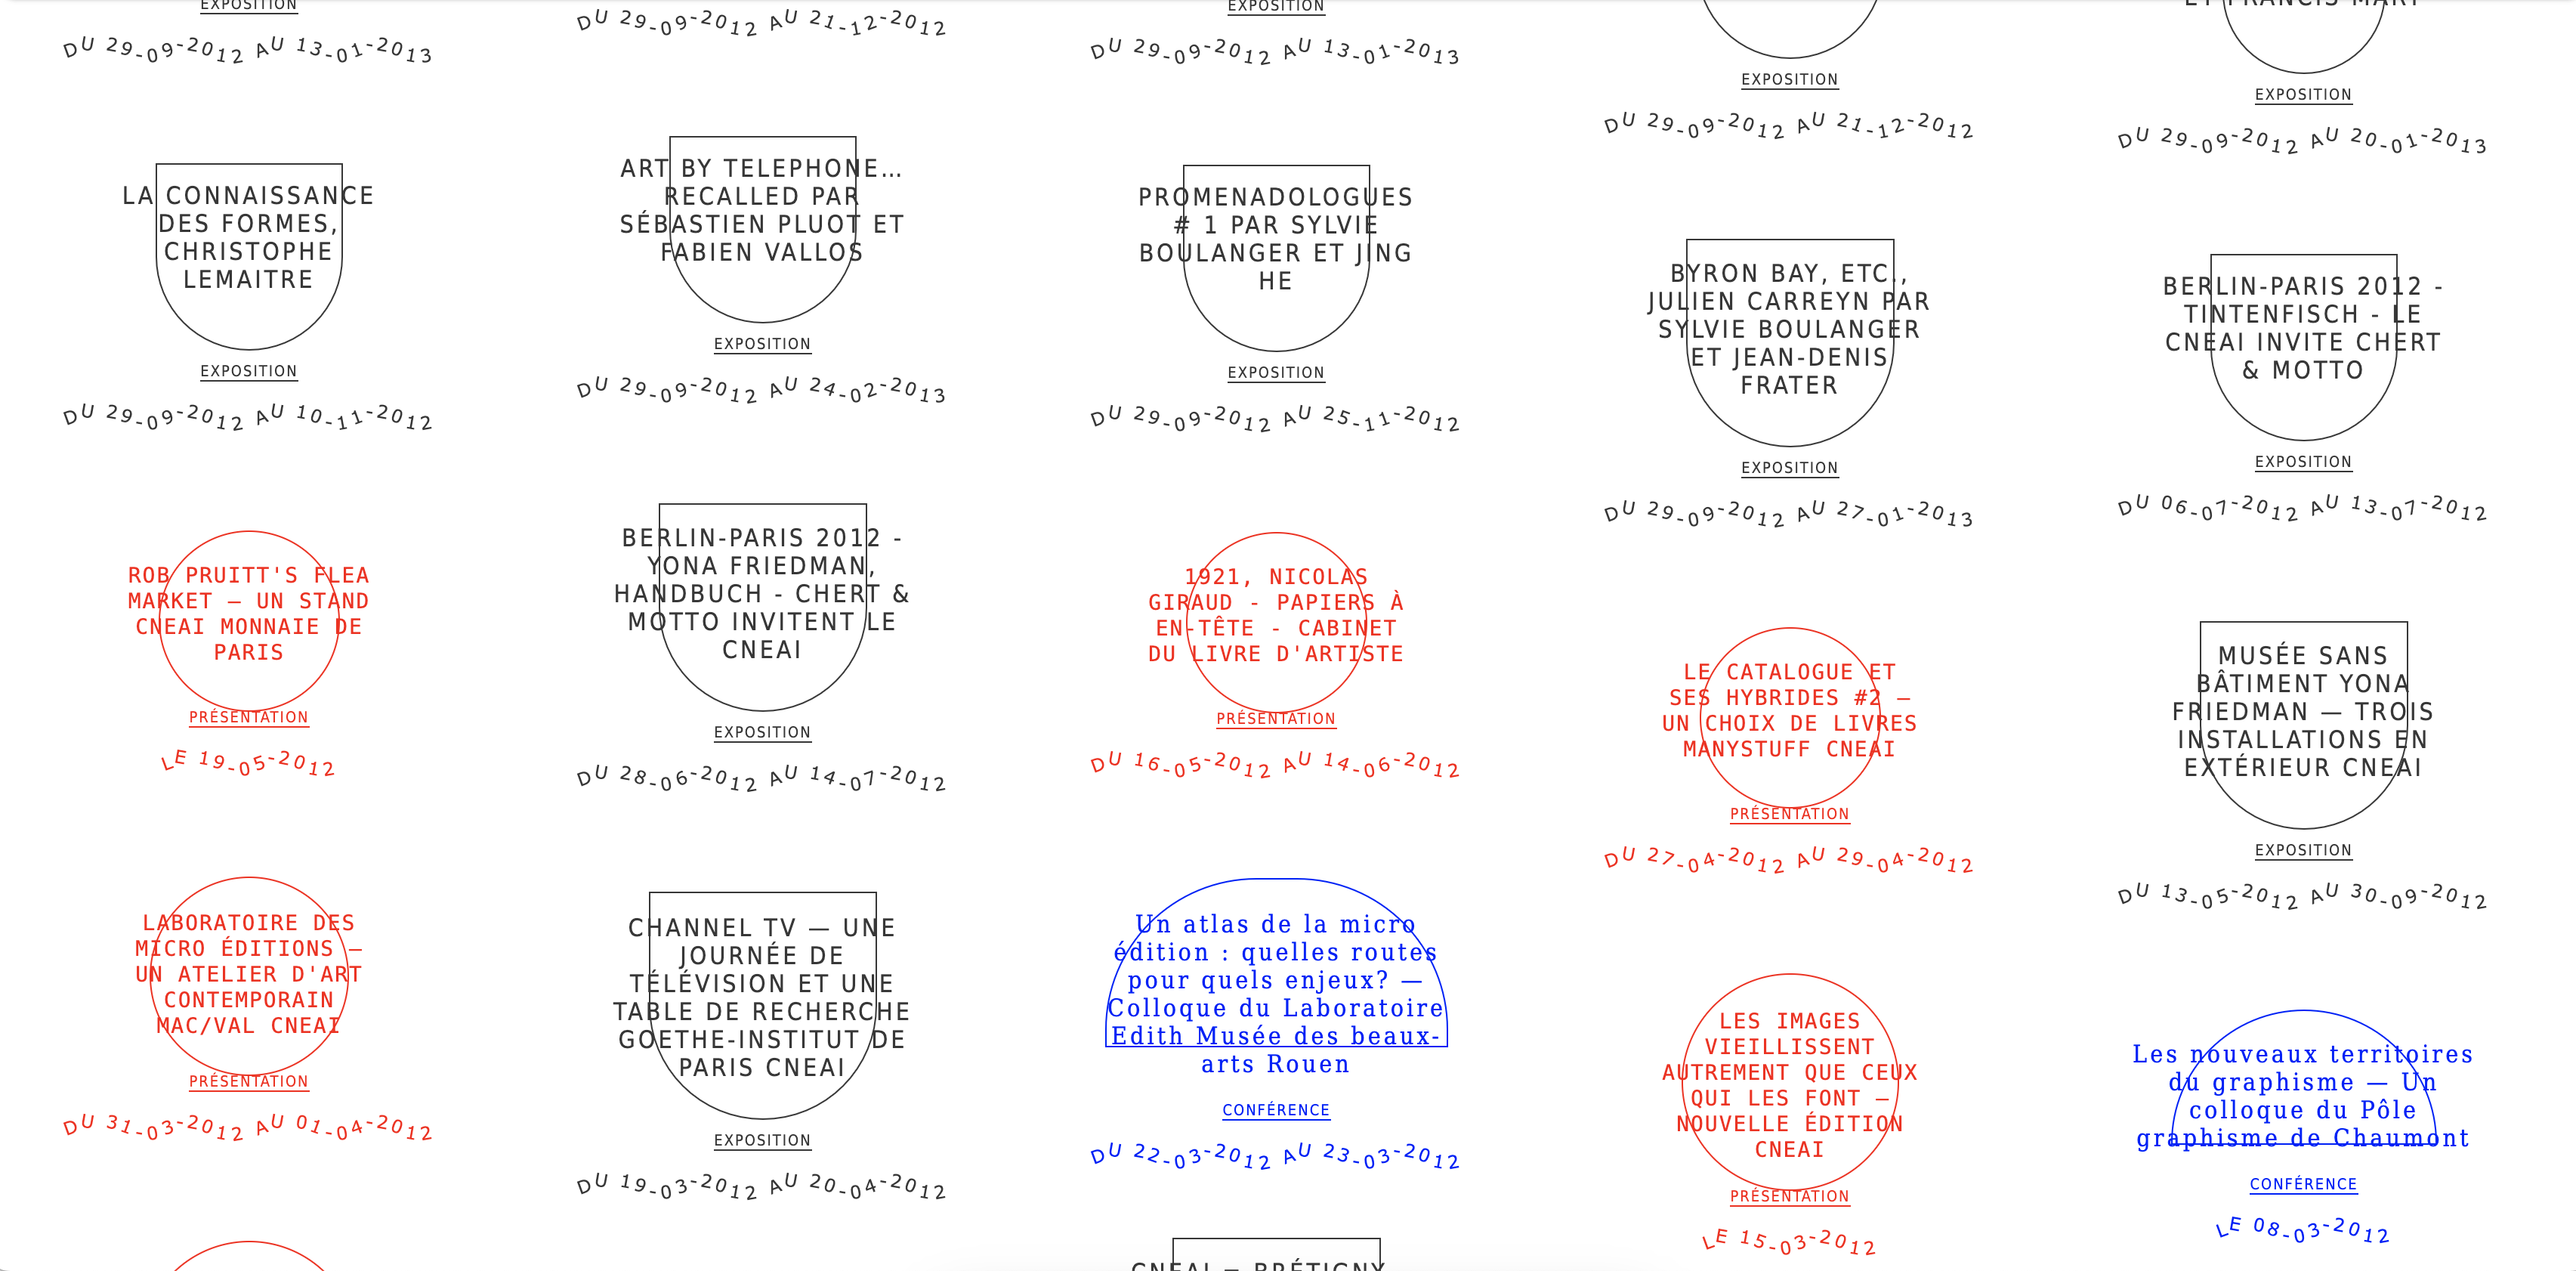 EXPOSITION
DU 29-09-2012 AU 13-01-2013
LA CONNAISSANCE
DES FORMES,
CHRISTOPHE
LEMAITRE
EXPOSITION
DU 29-09-2012 AU 10-11-2012
ROB PRUITT'S FLEA
MARKET — UN STAND
CNEAI MONNAIE DE
PARIS
PRÉSENTATION
LE 19-05-2012
LABORATOIRE DES
MICRO ÉDITIONS —
UN ATELIER D'ART
CONTEMPORAIN
MAC/VAL CNEAI
PRÉSENTATION
DU 31-03-2012 AU 01-04-2012
DU 29-09-2012 AU 21-12-2012
ART BY TELEPHONE…
RECALLED PAR
SÉBASTIEN PLUOT ET
FABIEN VALLOS
EXPOSITION
DU 29-09-2012 AU 24-02-2013
BERLIN-PARIS 2012 -
YONA FRIEDMAN,
HANDBUCH - CHERT &
MOTTO INVITENT LE
CNEAI
EXPOSITION
DU 28-06-2012 AU 14-07-2012
CHANNEL TV — UNE
JOURNÉE DE
TÉLÉVISION ET UNE
TABLE DE RECHERCHE
GOETHE-INSTITUT DE
PARIS CNEAI
EXPOSITION
DU 19-03-2012 AU 20-04-2012
EXPOSITION
DU 29-09-2012 AU 13-01-2013
PROMENADOLOGUES
# 1 PAR SYLVIE
BOULANGER ET JING
HE
EXPOSITION
DU 29-09-2012 AU 25-11-2012
1921, NICOLAS
GIRAUD - PAPIERS À
EN-TÊTE - CABINET
DU LIVRE D'ARTISTE
PRÉSENTATION
DU 16-05-2012 AU 14-06-2012
Un atlas de la micro
édition : quelles routes
pour quels enjeux? —
Colloque du Laboratoire
Edith Musée des beaux-
arts Rouen
CONFÉRENCE
DU 22-03-2012 AU 23-03-2012
CNEAI = BRÉTIGNY
EXPOSITION
DU 29-09-2012 AU 21-12-2012
BYRON BAY, ETC.,
JULIEN CARREYN PAR
SYLVIE BOULANGER
ET JEAN-DENIS
FRATER
EXPOSITION
DU 29-09-2012 AU 27-01-2013
LE CATALOGUE ET
SES HYBRIDES #2 —
UN CHOIX DE LIVRES
MANYSTUFF CNEAI
PRÉSENTATION
DU 27-04-2012 AU 29-04-2012
LES IMAGES
VIEILLISSENT
AUTREMENT QUE CEUX
QUI LES FONT —
NOUVELLE ÉDITION
CNEAI
PRÉSENTATION
LE 15-03-2012
ET FRANCIS MARY
EXPOSITION
DU 29-09-2012 AU 20-01-2013
BERLIN-PARIS 2012 -
TINTENFISCH - LE
CNEAI INVITE CHERT
& MOTTO
EXPOSITION
DU 06-07-2012 AU 13-07-2012
MUSÉE SANS
BÂTIMENT YONA
FRIEDMAN — TROIS
INSTALLATIONS EN
EXTÉRIEUR CNEAI
EXPOSITION
DU 13-05-2012 AU 30-09-2012
Les nouveaux territoires
du graphisme — Un
colloque du Pôle
graphisme de Chaumont
CONFÉRENCE
LE 08-03-2012